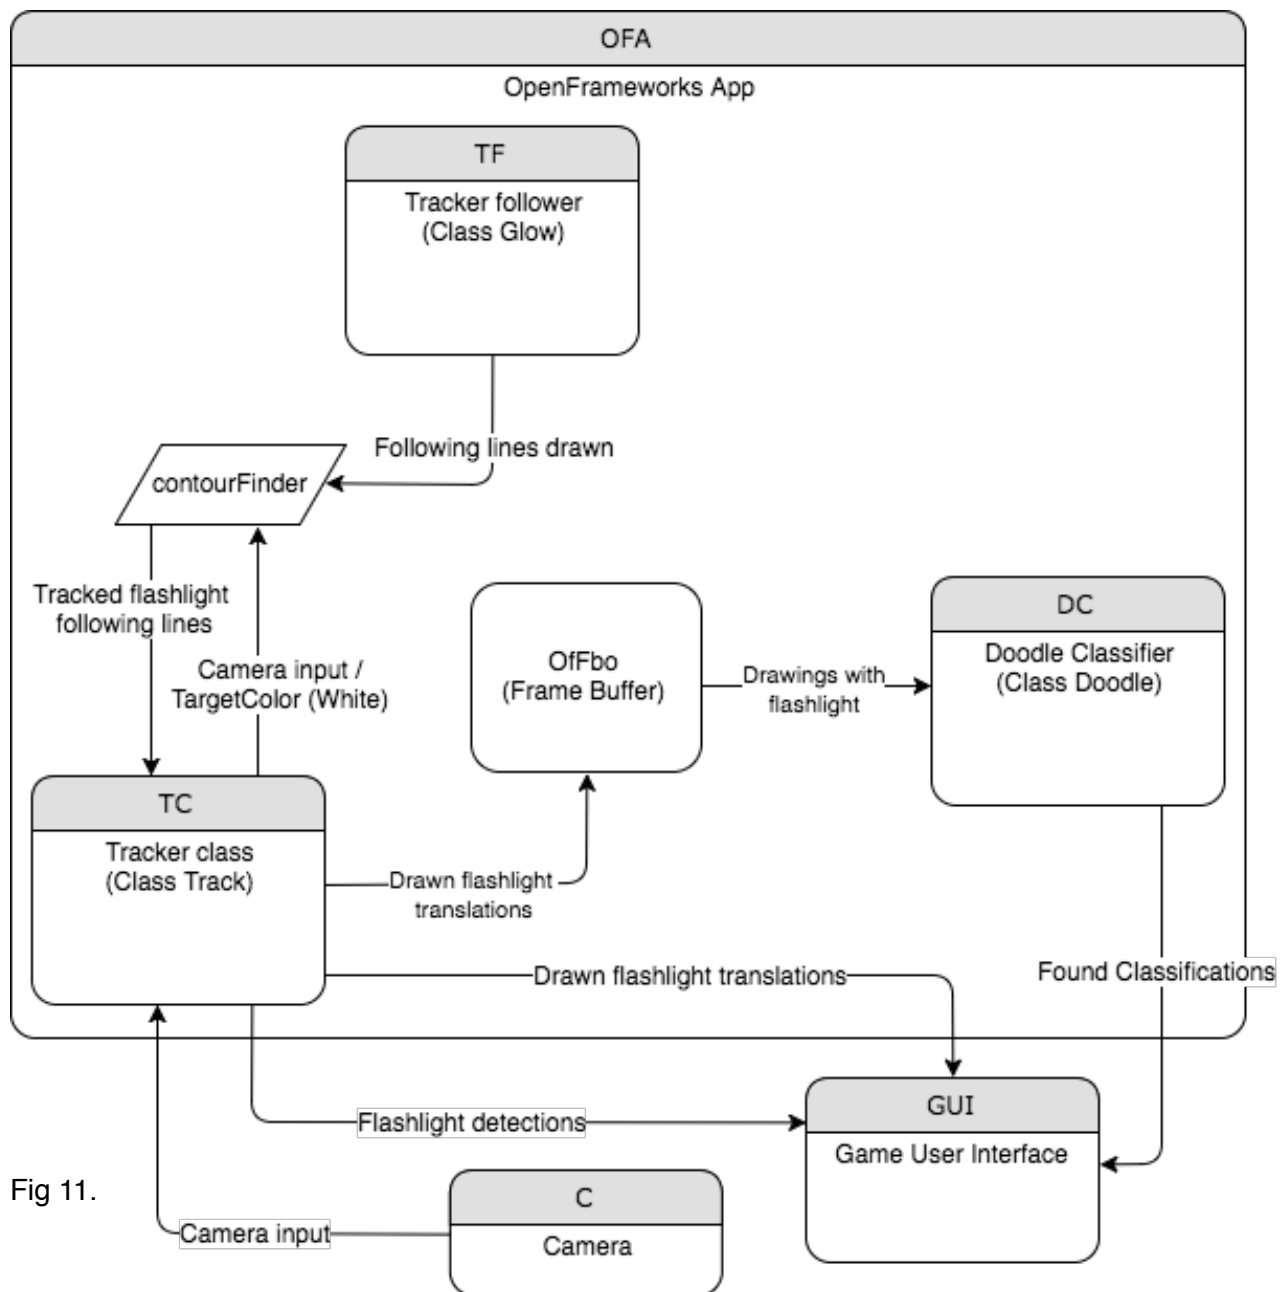 OFA
OpenFrameworks App
TF
Tracker follower
(Class Glow)
Following lines drawn
contourFinder
Tracked flashlight
following lines
Camera input /
TargetColor (White)
OfFbo
(Frame Buffer)
Drawings with
flashlight
DC
Doodle Classifier
(Class Doodle)
TC
Tracker class
(Class Track)
Drawn flashlight
translations
Drawn flashlight translations
Found Classifications
Flashlight detections
GUI
Game User Interface
Fig 11.
Camera input
C
Camera